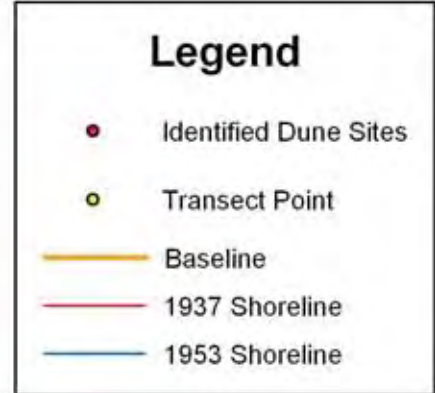 Legend
Identified Dune Sites
Transect Point
Baseline
1937 Shoreline
1953 Shoreline